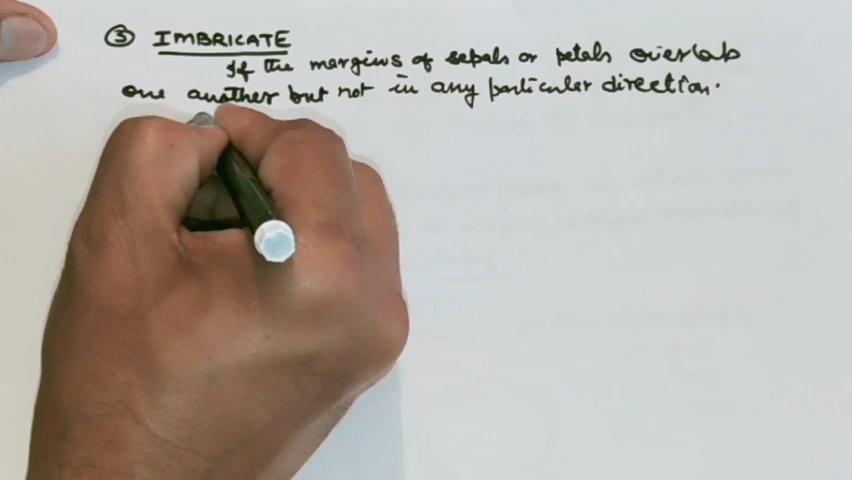 ③ IMBRICATE
If the margins of sepals or petals overlap
one another but not in any particular direction.